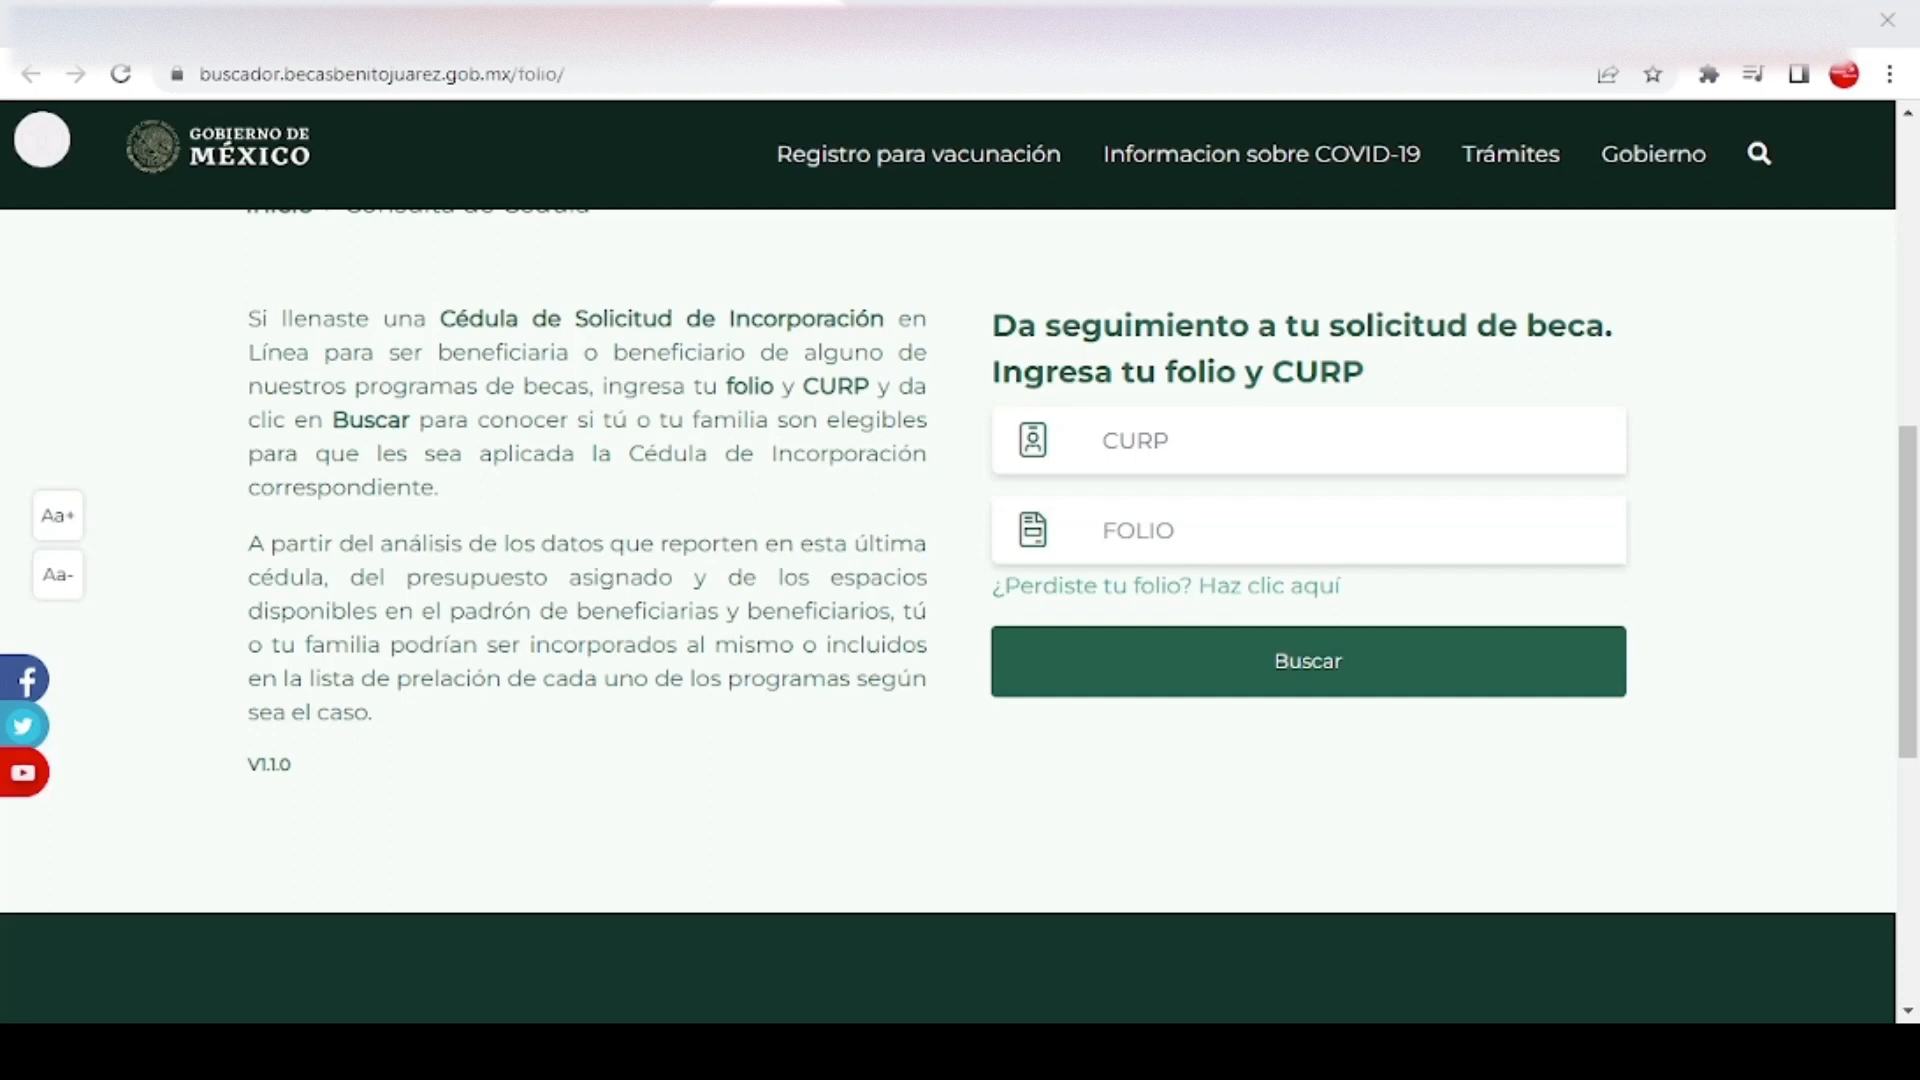 buscador.becasbenitojuarez.gob.mx/folio/
GOBIERNO DE
MÉXICO
Registro para vacunación
Informacion sobre COVID-19
Trámites
Gobierno
Si llenaste una Cédula de Solicitud de Incorporación en
Línea para ser beneficiaria o beneficiario de alguno de
nuestros programas de becas, ingresa tu folio y CURP y da
clic en Buscar para conocer si tú o tu familia son elegibles
para que les sea aplicada la Cédula de Incorporación
correspondiente.
A partir del análisis de los datos que reporten en esta última
cédula, del presupuesto asignado y de los espacios
disponibles en el padrón de beneficiarias y beneficiarios, tú
o tu familia podrían ser incorporados al mismo o incluidos
en la lista de prelación de cada uno de los programas según
sea el caso.
V1.1.0
Da seguimiento a tu solicitud de beca.
Ingresa tu folio y CURP
CURP
FOLIO
¿Perdiste tu folio? Haz clic aquí
Buscar
Aa+
Aa-